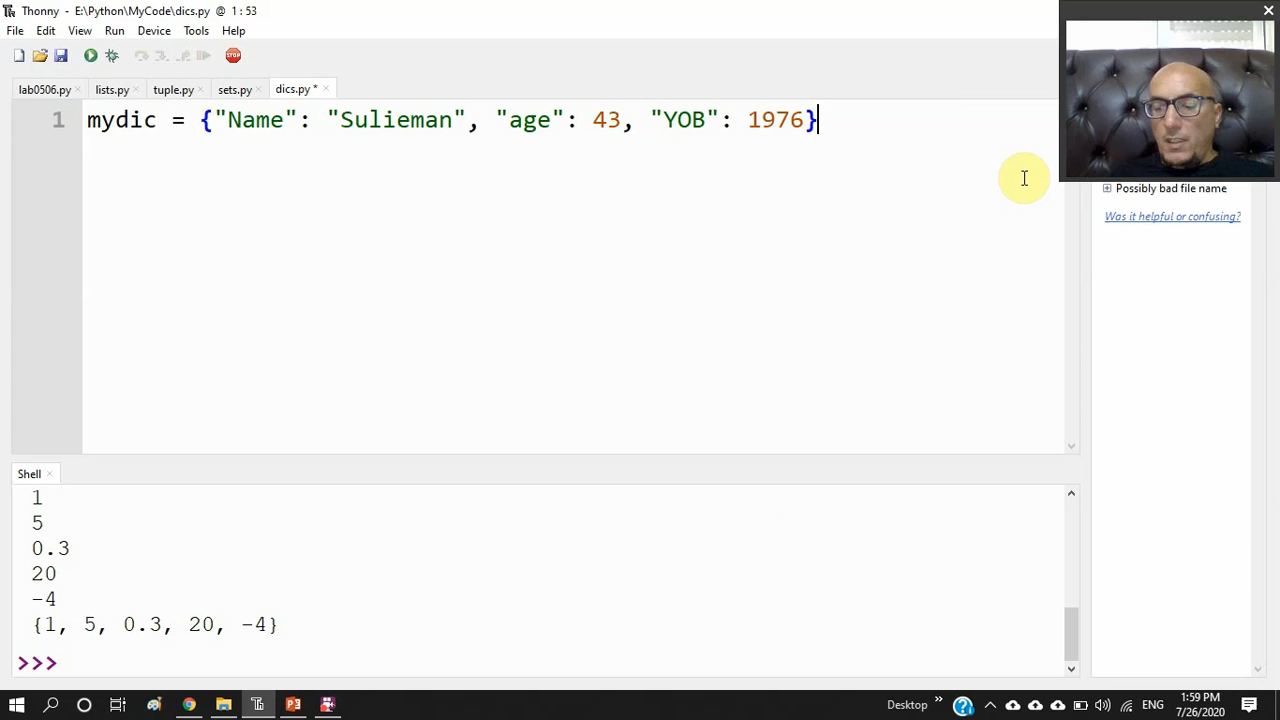 Thonny - E:\Python\MyCode\dics.py @ 1 : 53
File Edit View Run Device Tools Help
STOP
lab0506.py × lists.py × tuple.py × sets.py × dics.py * ×
1 mydic = {"Name": "Sulieman", "age": 43, "YOB": 1976}
Possibly bad file name
Was it helpful or confusing?
Shell ×
1
5
0.3
20
-4
{1, 5, 0.3, 20, -4}
>>>
Desktop » ENG 1:59 PM
7/26/2020